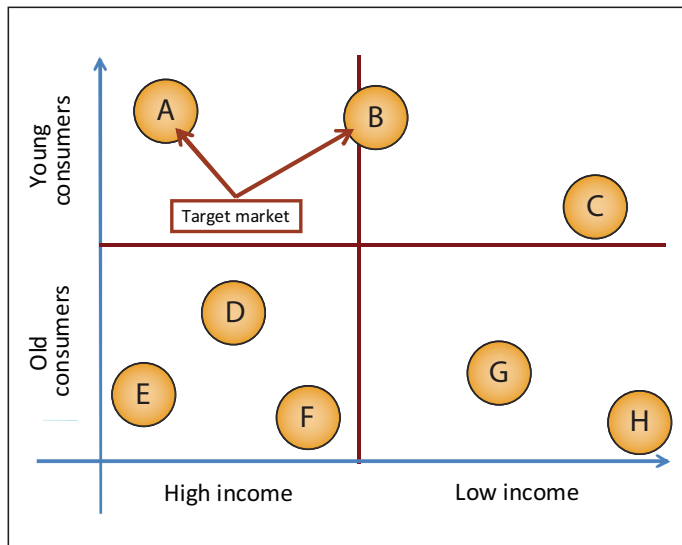 Young
consumers
A
B
C
Target market
Old
consumers
D
E
F
G
H
High income
Low income